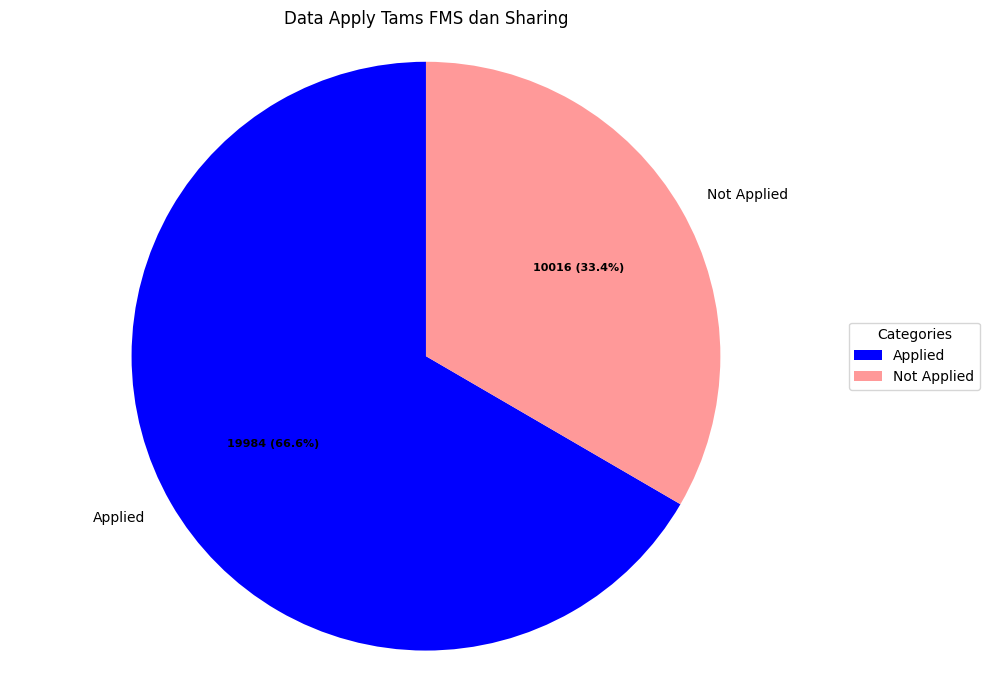 Data Apply Tams FMS dan Sharing
Not Applied
10016 (33.4%)
Categories
Applied
Not Applied
19984 (66.6%)
Applied